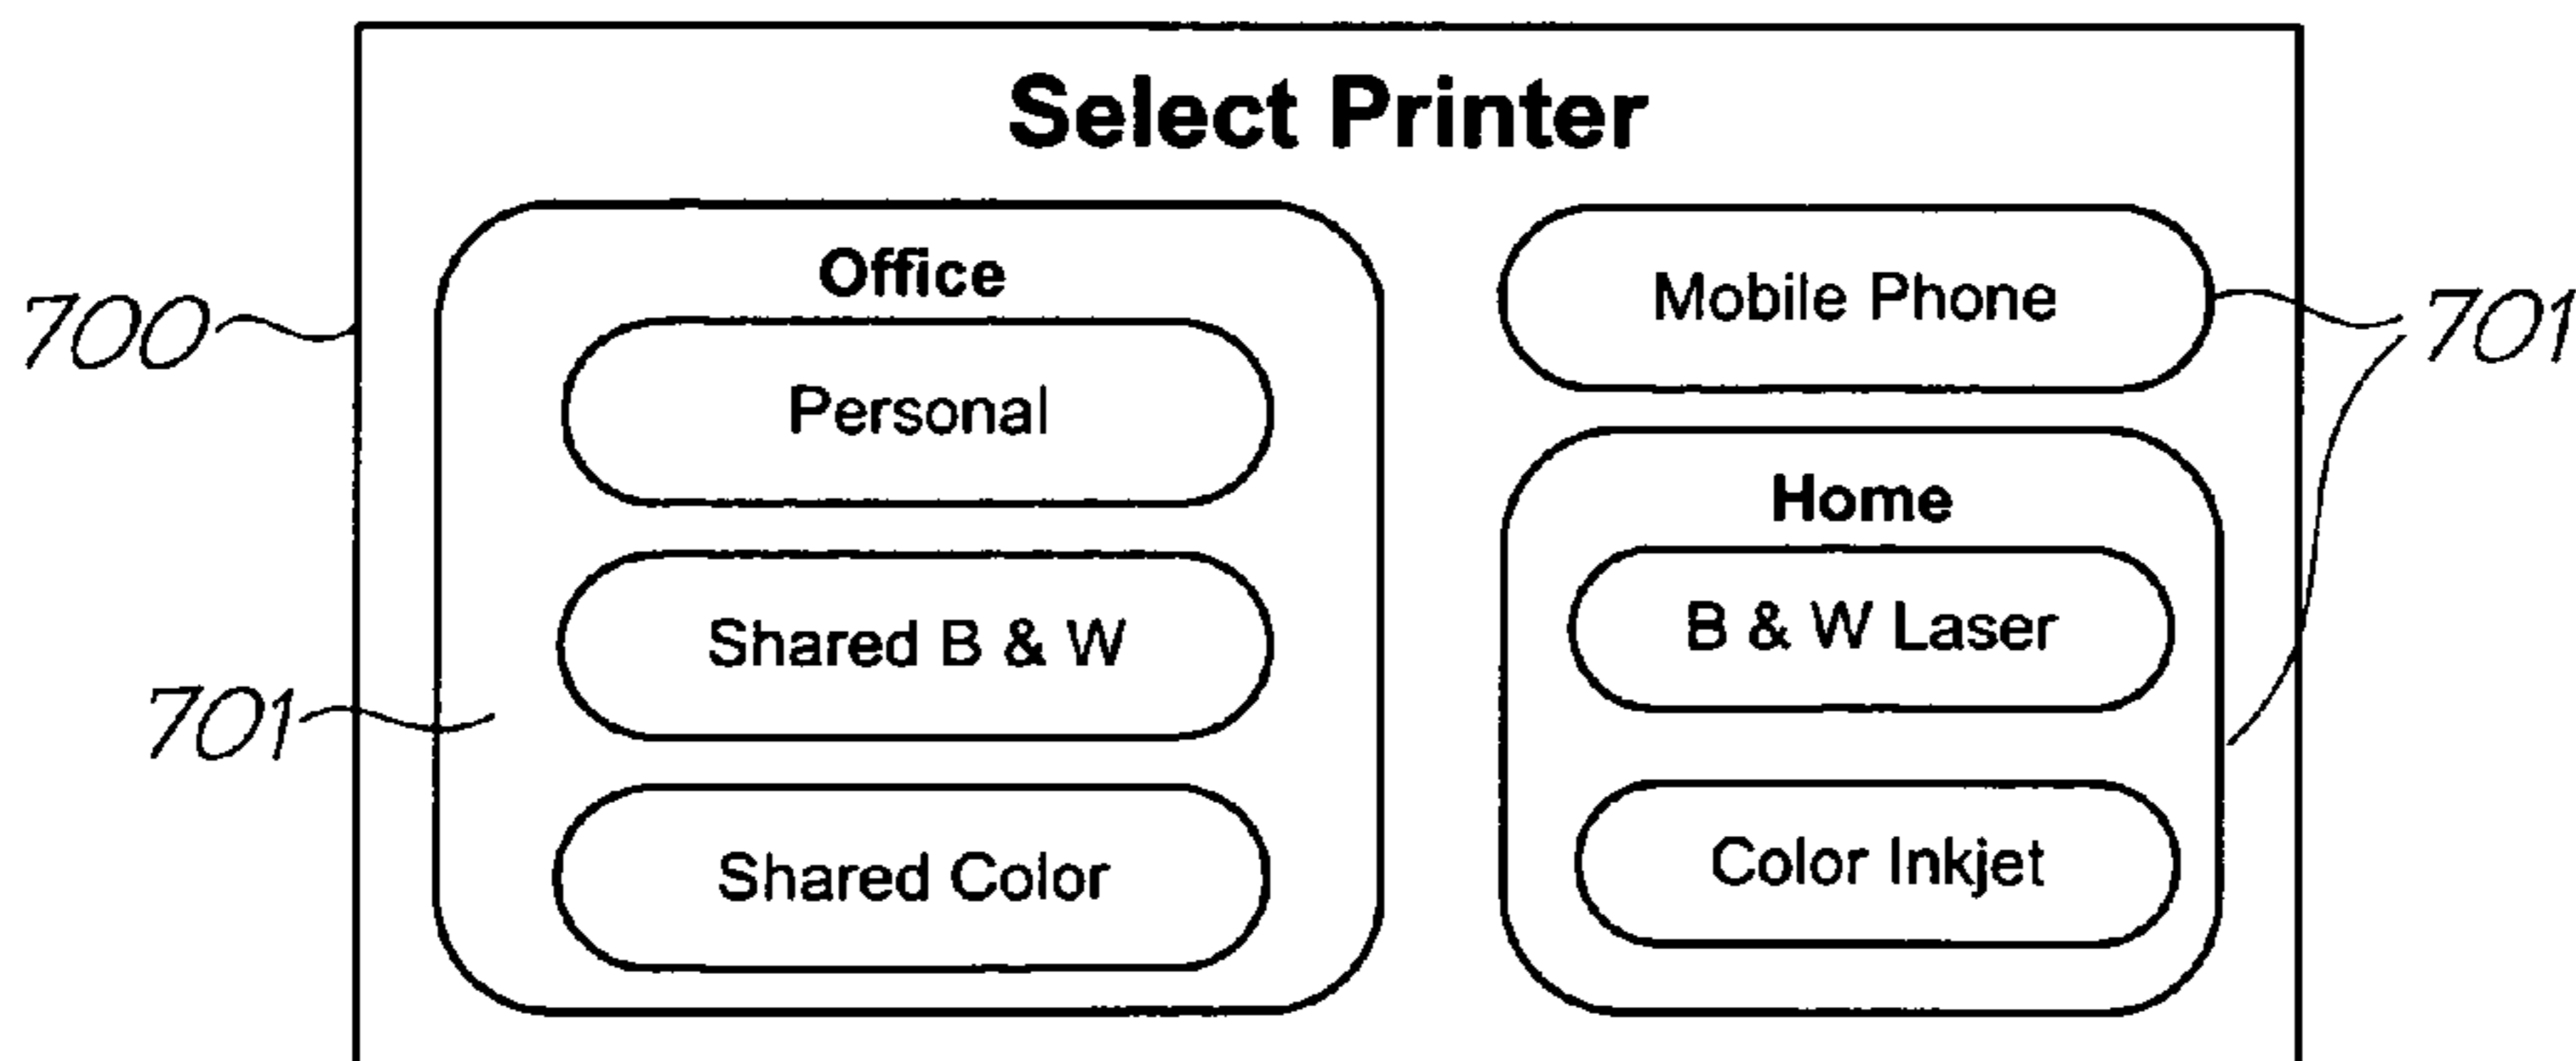 Select Printer
Office
Personal
Shared B & W
Shared Color
Mobile Phone
Home
B & W Laser
Color Inkjet
700
701
701